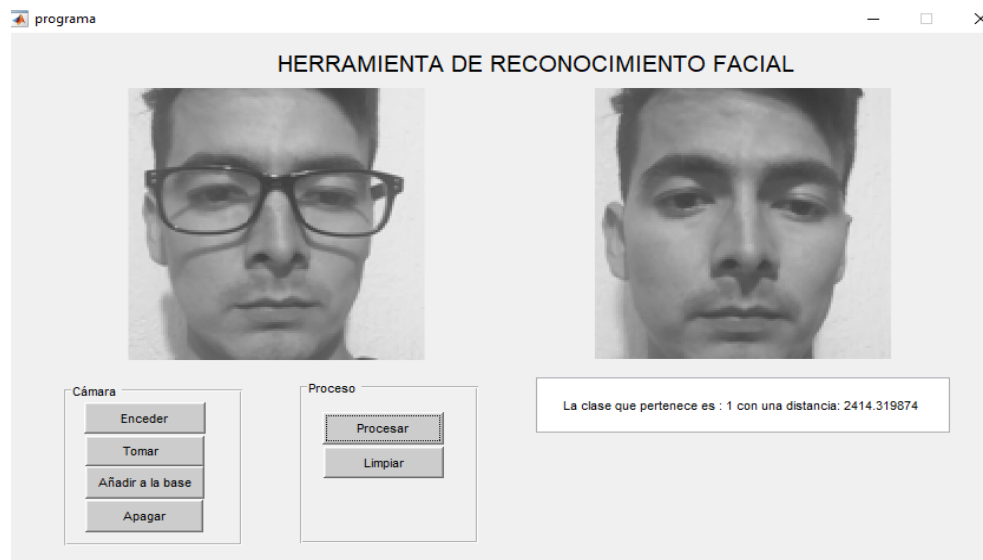 programa
HERRAMIENTA DE RECONOCIMIENTO FACIAL
Cámara
Enceder
Tomar
Añadir a la base
Apagar
Proceso
Procesar
Limpiar
La clase que pertenece es : 1 con una distancia: 2414.319874